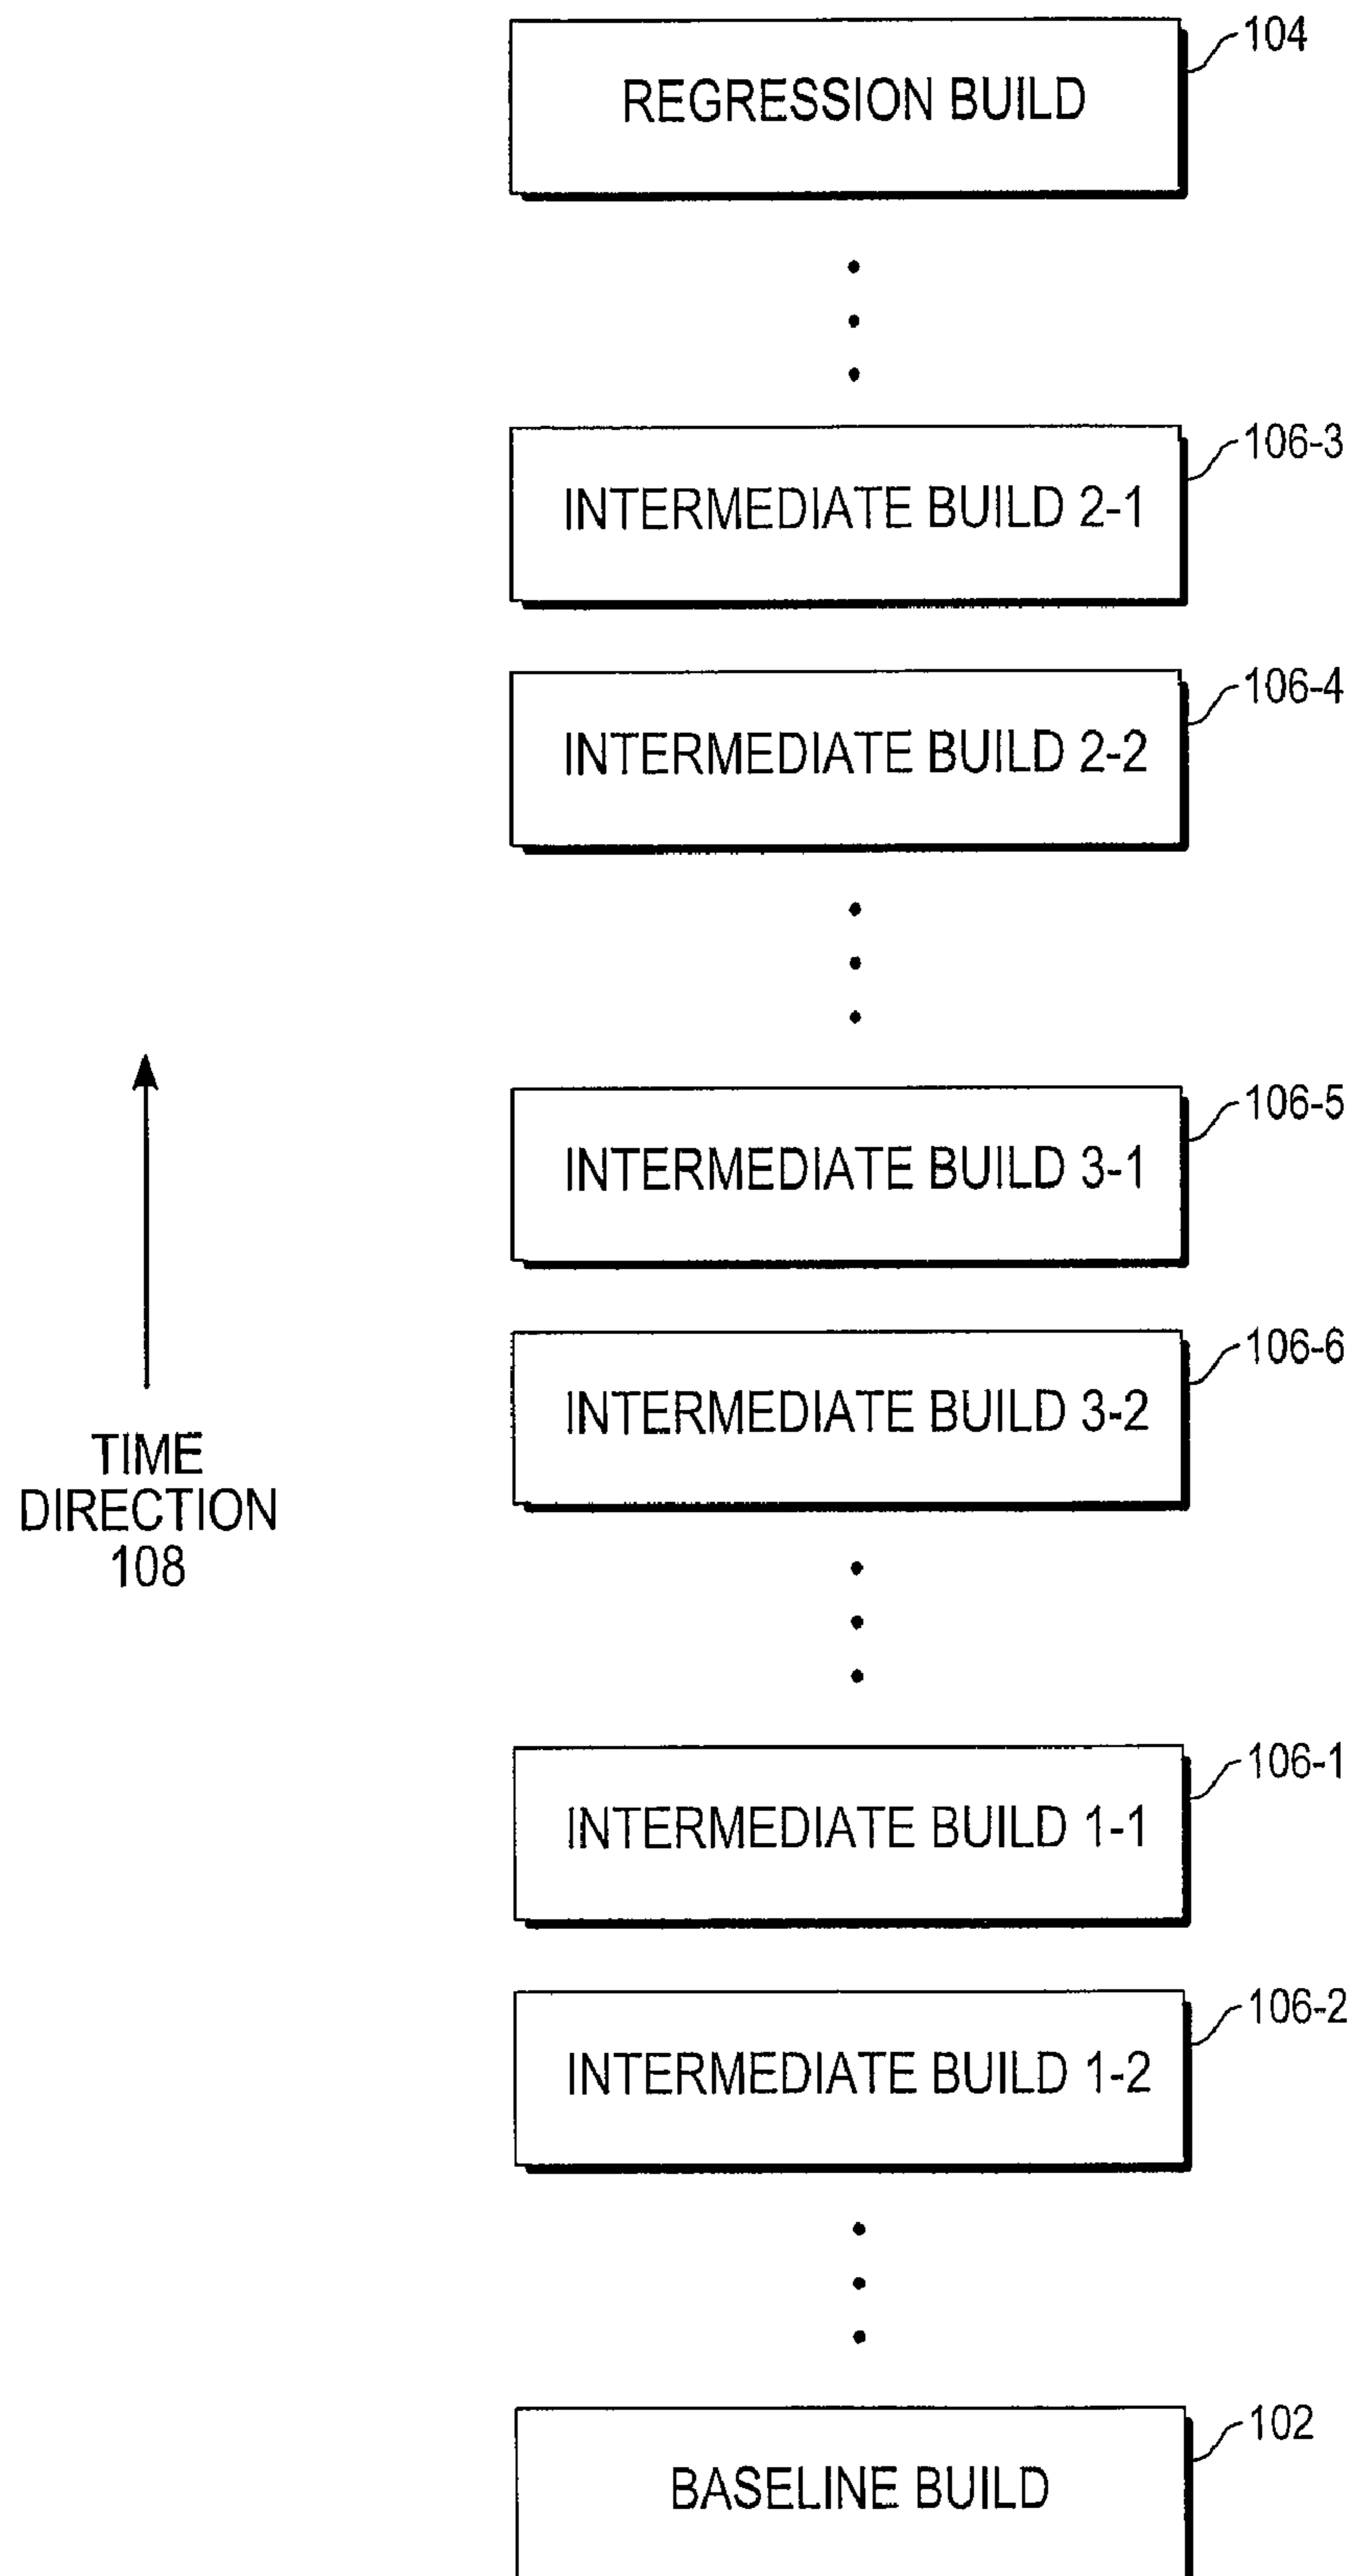 104
REGRESSION BUILD
106-3
INTERMEDIATE BUILD 2-1
106-4
INTERMEDIATE BUILD 2-2
106-5
INTERMEDIATE BUILD 3-1
106-6
INTERMEDIATE BUILD 3-2
TIME
DIRECTION
108
106-1
INTERMEDIATE BUILD 1-1
106-2
INTERMEDIATE BUILD 1-2
102
BASELINE BUILD